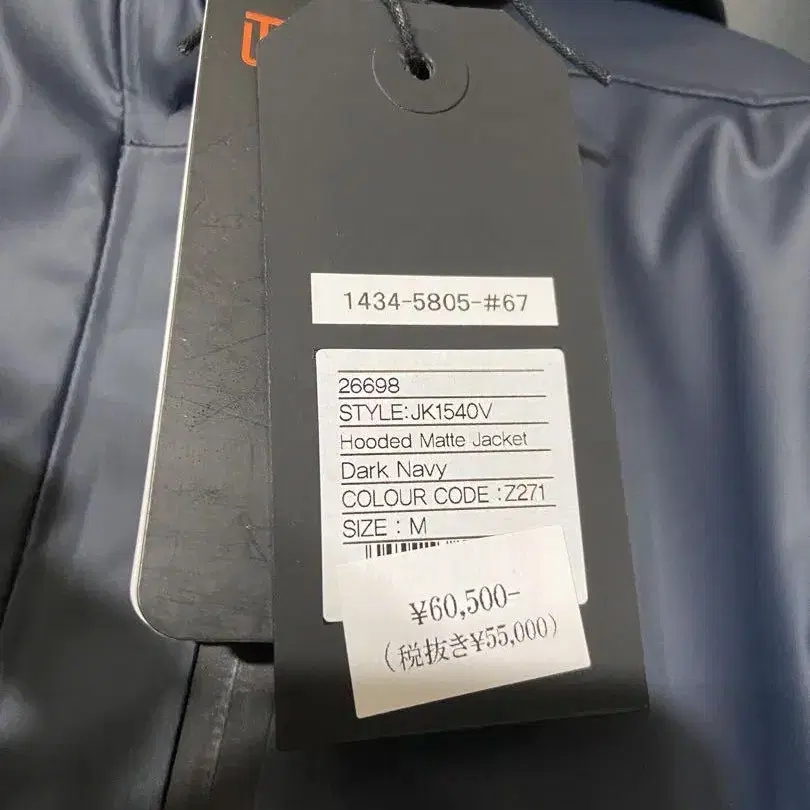 1434-5805-#67
26698
STYLE:JK1540V
Hooded Matte Jacket
Dark Navy
COLOUR CODE :Z271
SIZE : M
¥60,500-
(税抜き¥55,000)